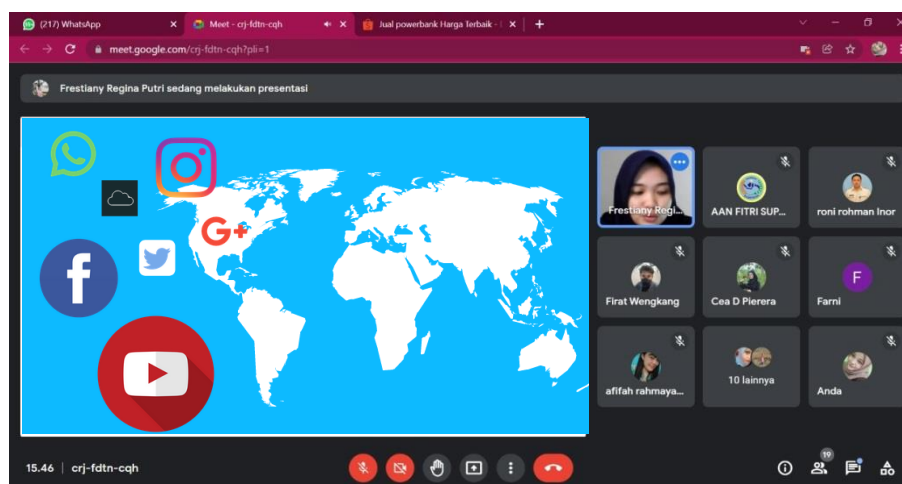 (217) WhatsApp
Meet - crj-fdtn-cqh
Jual powerbank Harga Terbaik -
meet.google.com/crj-fdtn-cqh?pli=1
Frestiany Regina Putri sedang melakukan presentasi
G+
f
Frestiany Regi...
AAN FITRI SUP...
roni rohman Inor
Firat Wengkang
Cea D Pierera
F
Farni
afifah rahmaya...
10 lainnya
Anda
15.46 | crj-fdtn-cqh
19